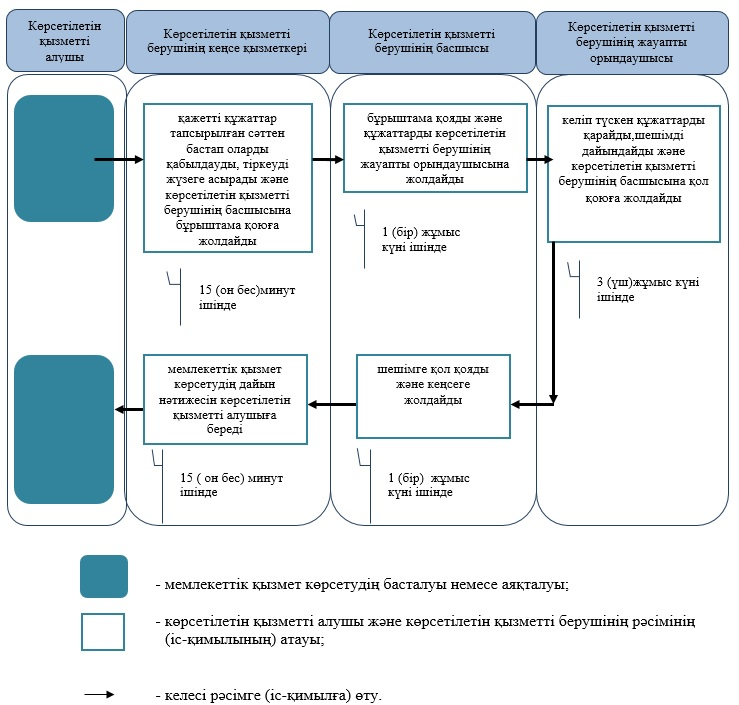 Көрсетілетін
қызметті
алушы
Көрсетілетін қызметті
берушінің кеңсе қызметкері
Көрсетілетін қызметті
берушінің басшысы
Көрсетілетін қызметті
берушінің жауапты
орындаушысы
қажетті құжаттар
тапсырылған сәттен
бастап оларды
қабылдауды, тіркеуді
жүзеге асырады және
көрсетілетін қызметті
берушінің басшысына
бұрыштама қоюға
жолдайды
бұрыштама қояды және
құжаттарды көрсетілетін
қызметті берушінің
жауапты орындаушысына
жолдайды
келіп түскен құжаттарды
қарайды,шешімді
дайындайды және
көрсетілетін қызметті
берушінің басшысына қол
қоюға жолдайды
15 (он бес)минут
ішінде
1 (бір) жұмыс
күні ішінде
3 (үш)жұмыс күні
ішінде
мемлекеттік қызмет
көрсетудің дайын
нәтижесін көрсетілетін
қызметті алушыға
береді
шешімге қол қояды
және кеңсеге
жолдайды
15 ( он бес) минут
ішінде
1 (бір)  жұмыс
күні ішінде
- мемлекеттік қызмет көрсетудің басталуы немесе аяқталуы;
- көрсетілетін қызметті алушы және көрсетілетін қызметті берушінің рәсімінің
(іс-қимылының) атауы;
- келесі рәсімге (іс-қимылға) өту.